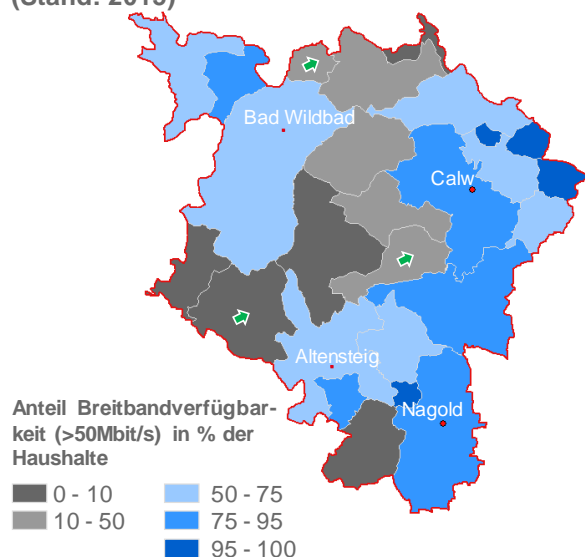 Bad Wildbad
Calw
Altensteig
Nagold
Anteil Breitbandverfügbar-
keit (>50Mbit/s) in % der
Haushalte
0 - 10
10 - 50
50 - 75
75 - 95
95 - 100